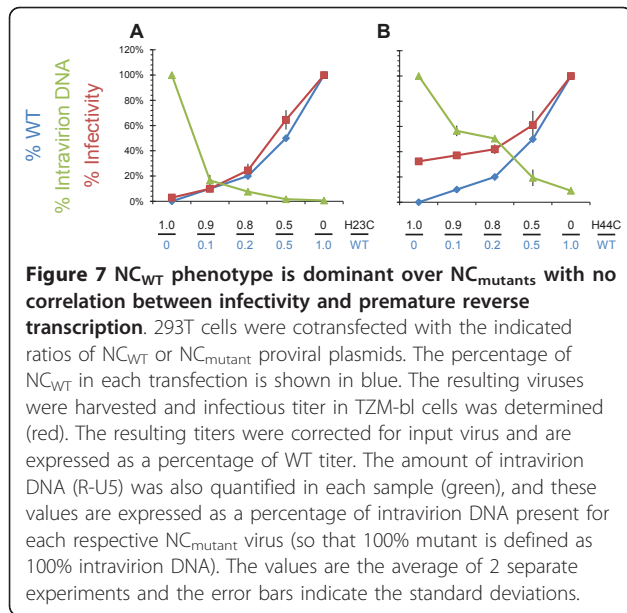 A
B
120%
100%
80%
60%
40%
20%
0%
% WT
% Intravirion DNA
% Infectivity
1.0 0.9 0.8 0.5 0 H23C
0 0.1 0.2 0.5 1.0 WT
1.0 0.9 0.8 0.5 0 H44C
0 0.1 0.2 0.5 1.0 WT
Figure 7 NCWT phenotype is dominant over NCmutants with no
correlation between infectivity and premature reverse
transcription. 293T cells were cotransfected with the indicated
ratios of NCWT or NCmutant proviral plasmids. The percentage of
NCWT in each transfection is shown in blue. The resulting viruses
were harvested and infectious titer in TZM-bl cells was determined
(red). The resulting titers were corrected for input virus and are
expressed as a percentage of WT titer. The amount of intravirion
DNA (R-U5) was also quantified in each sample (green), and these
values are expressed as a percentage of intravirion DNA present for
each respective NCmutant virus (so that 100% mutant is defined as
100% intravirion DNA). The values are the average of 2 separate
experiments and the error bars indicate the standard deviations.